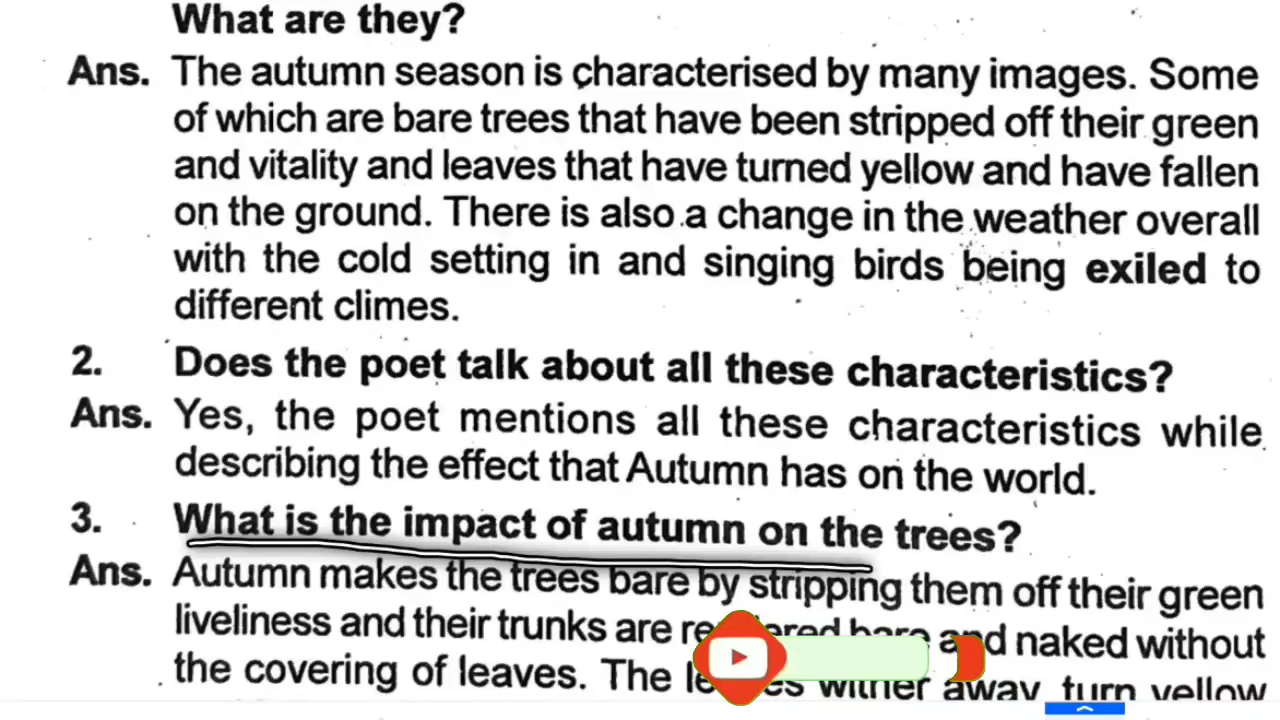 What are they?
Ans. The autumn season is characterised by many images. Some
of which are bare trees that have been stripped off their green
and vitality and leaves that have turned yellow and have fallen
on the ground. There is also a change in the weather overall
with the cold setting in and singing birds being exiled to
different climes.
2. Does the poet talk about all these characteristics?
Ans. Yes, the poet mentions all these characteristics while
describing the effect that Autumn has on the world.
3. What is the impact of autumn on the trees?
Ans. Autumn makes the trees bare by stripping them off their green
liveliness and their trunks are rendered bare and naked without
the covering of leaves. The leaves wither away, turn yellow